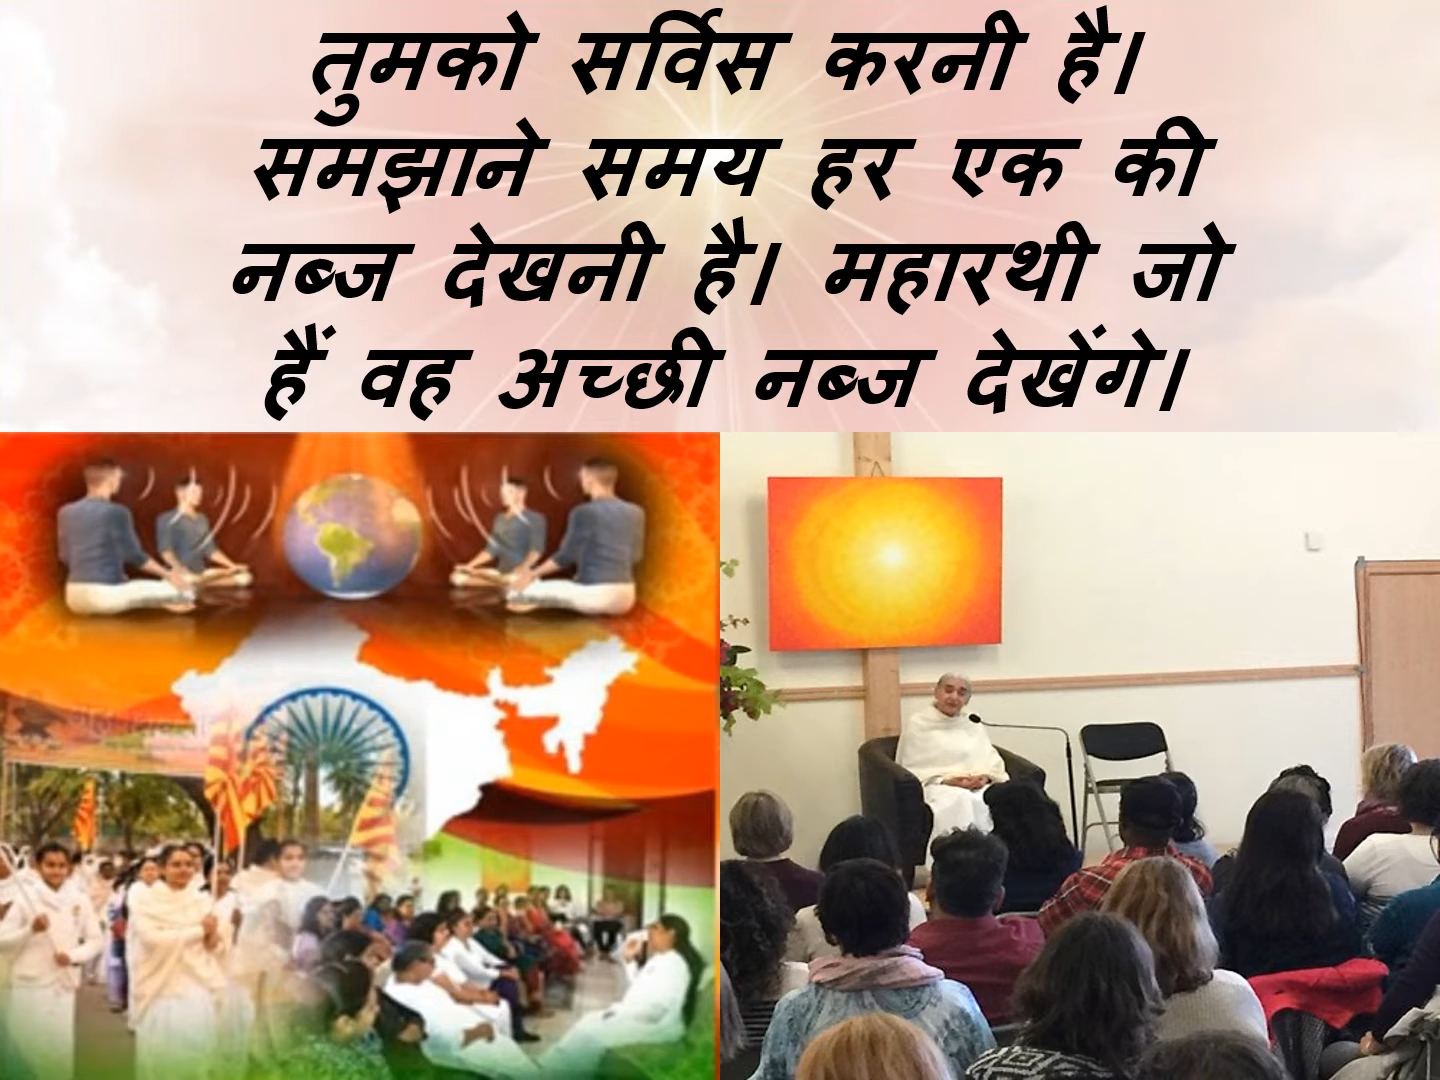 तुमको सर्विस करनी है।
समझाने समय हर एक की
नब्ज देखनी है। महारथी जो
हैं वह अच्छी नब्ज देखेंगे।